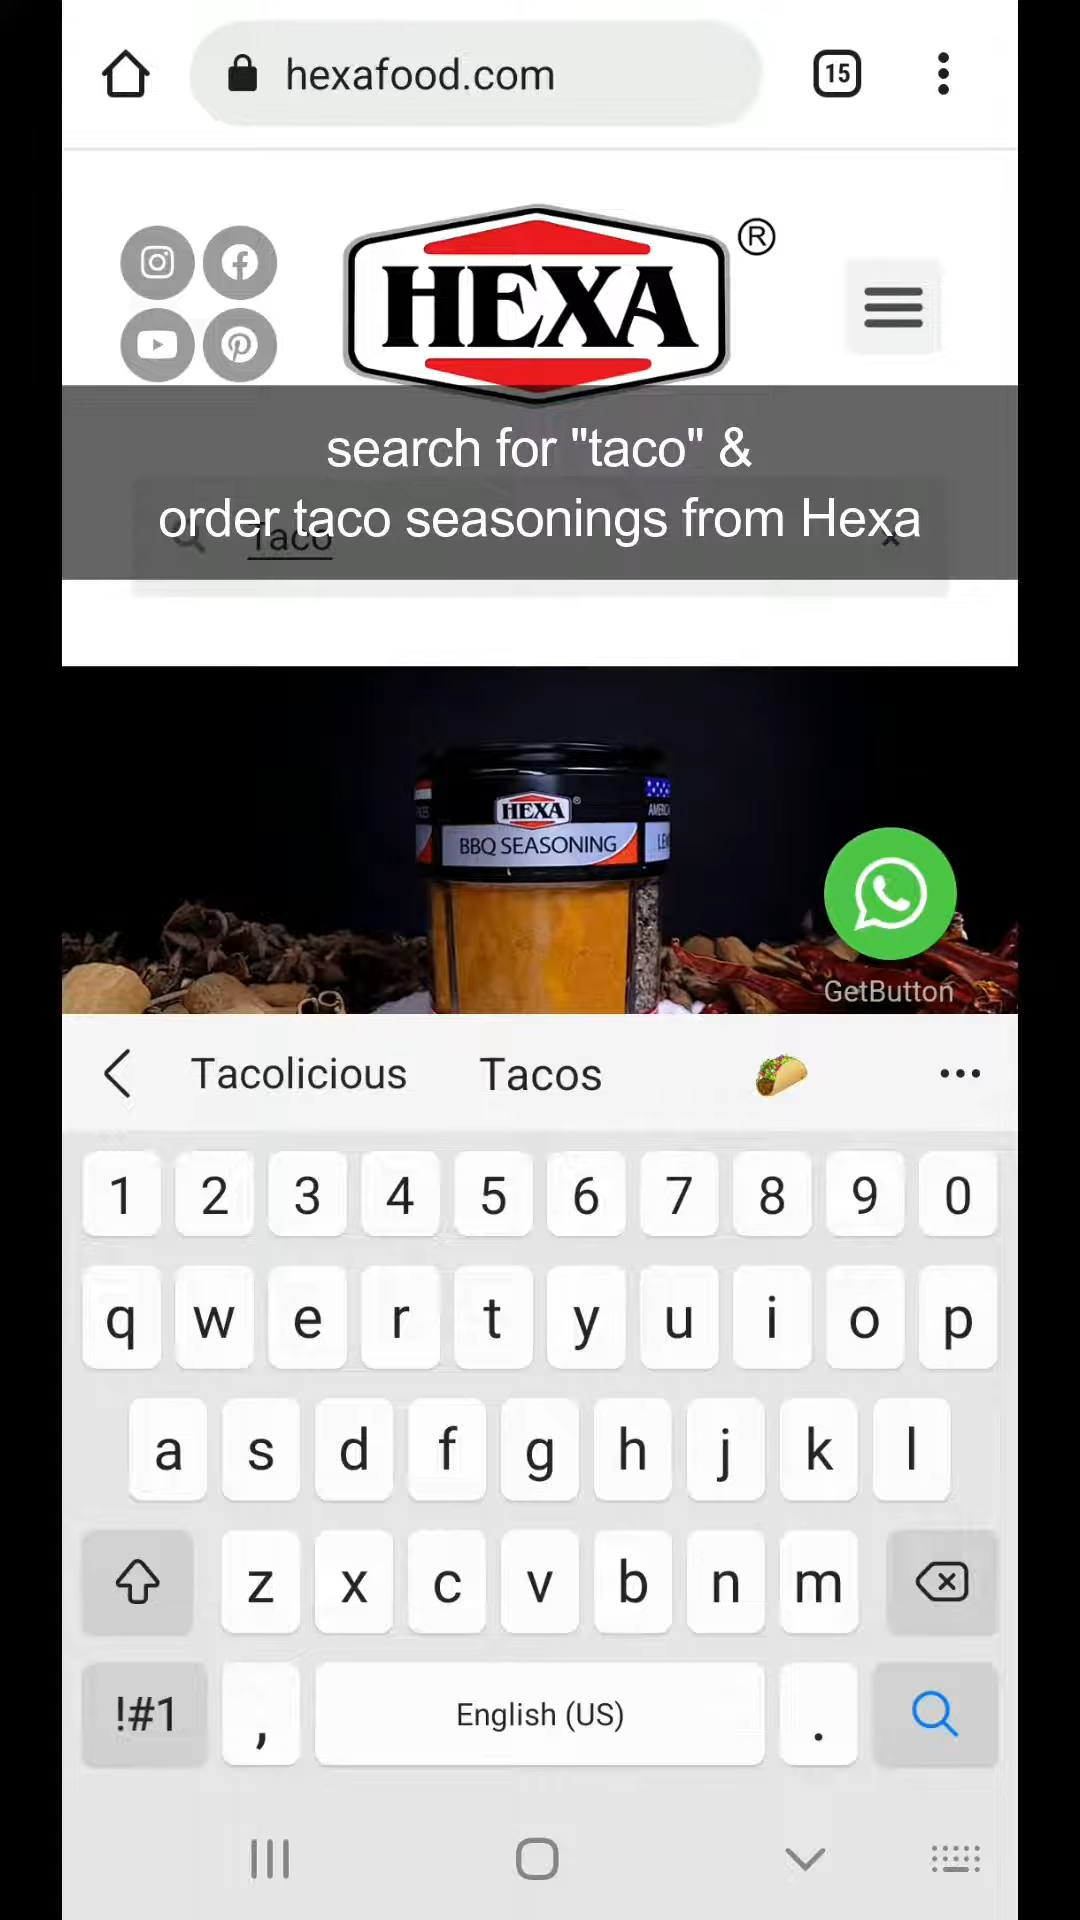 hexafood.com
15
HEXA
®
search for "taco" &
order taco seasonings from Hexa
Taco
HEXA
®
BBQ SEASONING
GetButton
Tacolicious Tacos
1 2 3 4 5 6 7 8 9 0
q w e r t y u i o p
a s d f g h j k l
z x c v b n m
!#1 , English (US) .